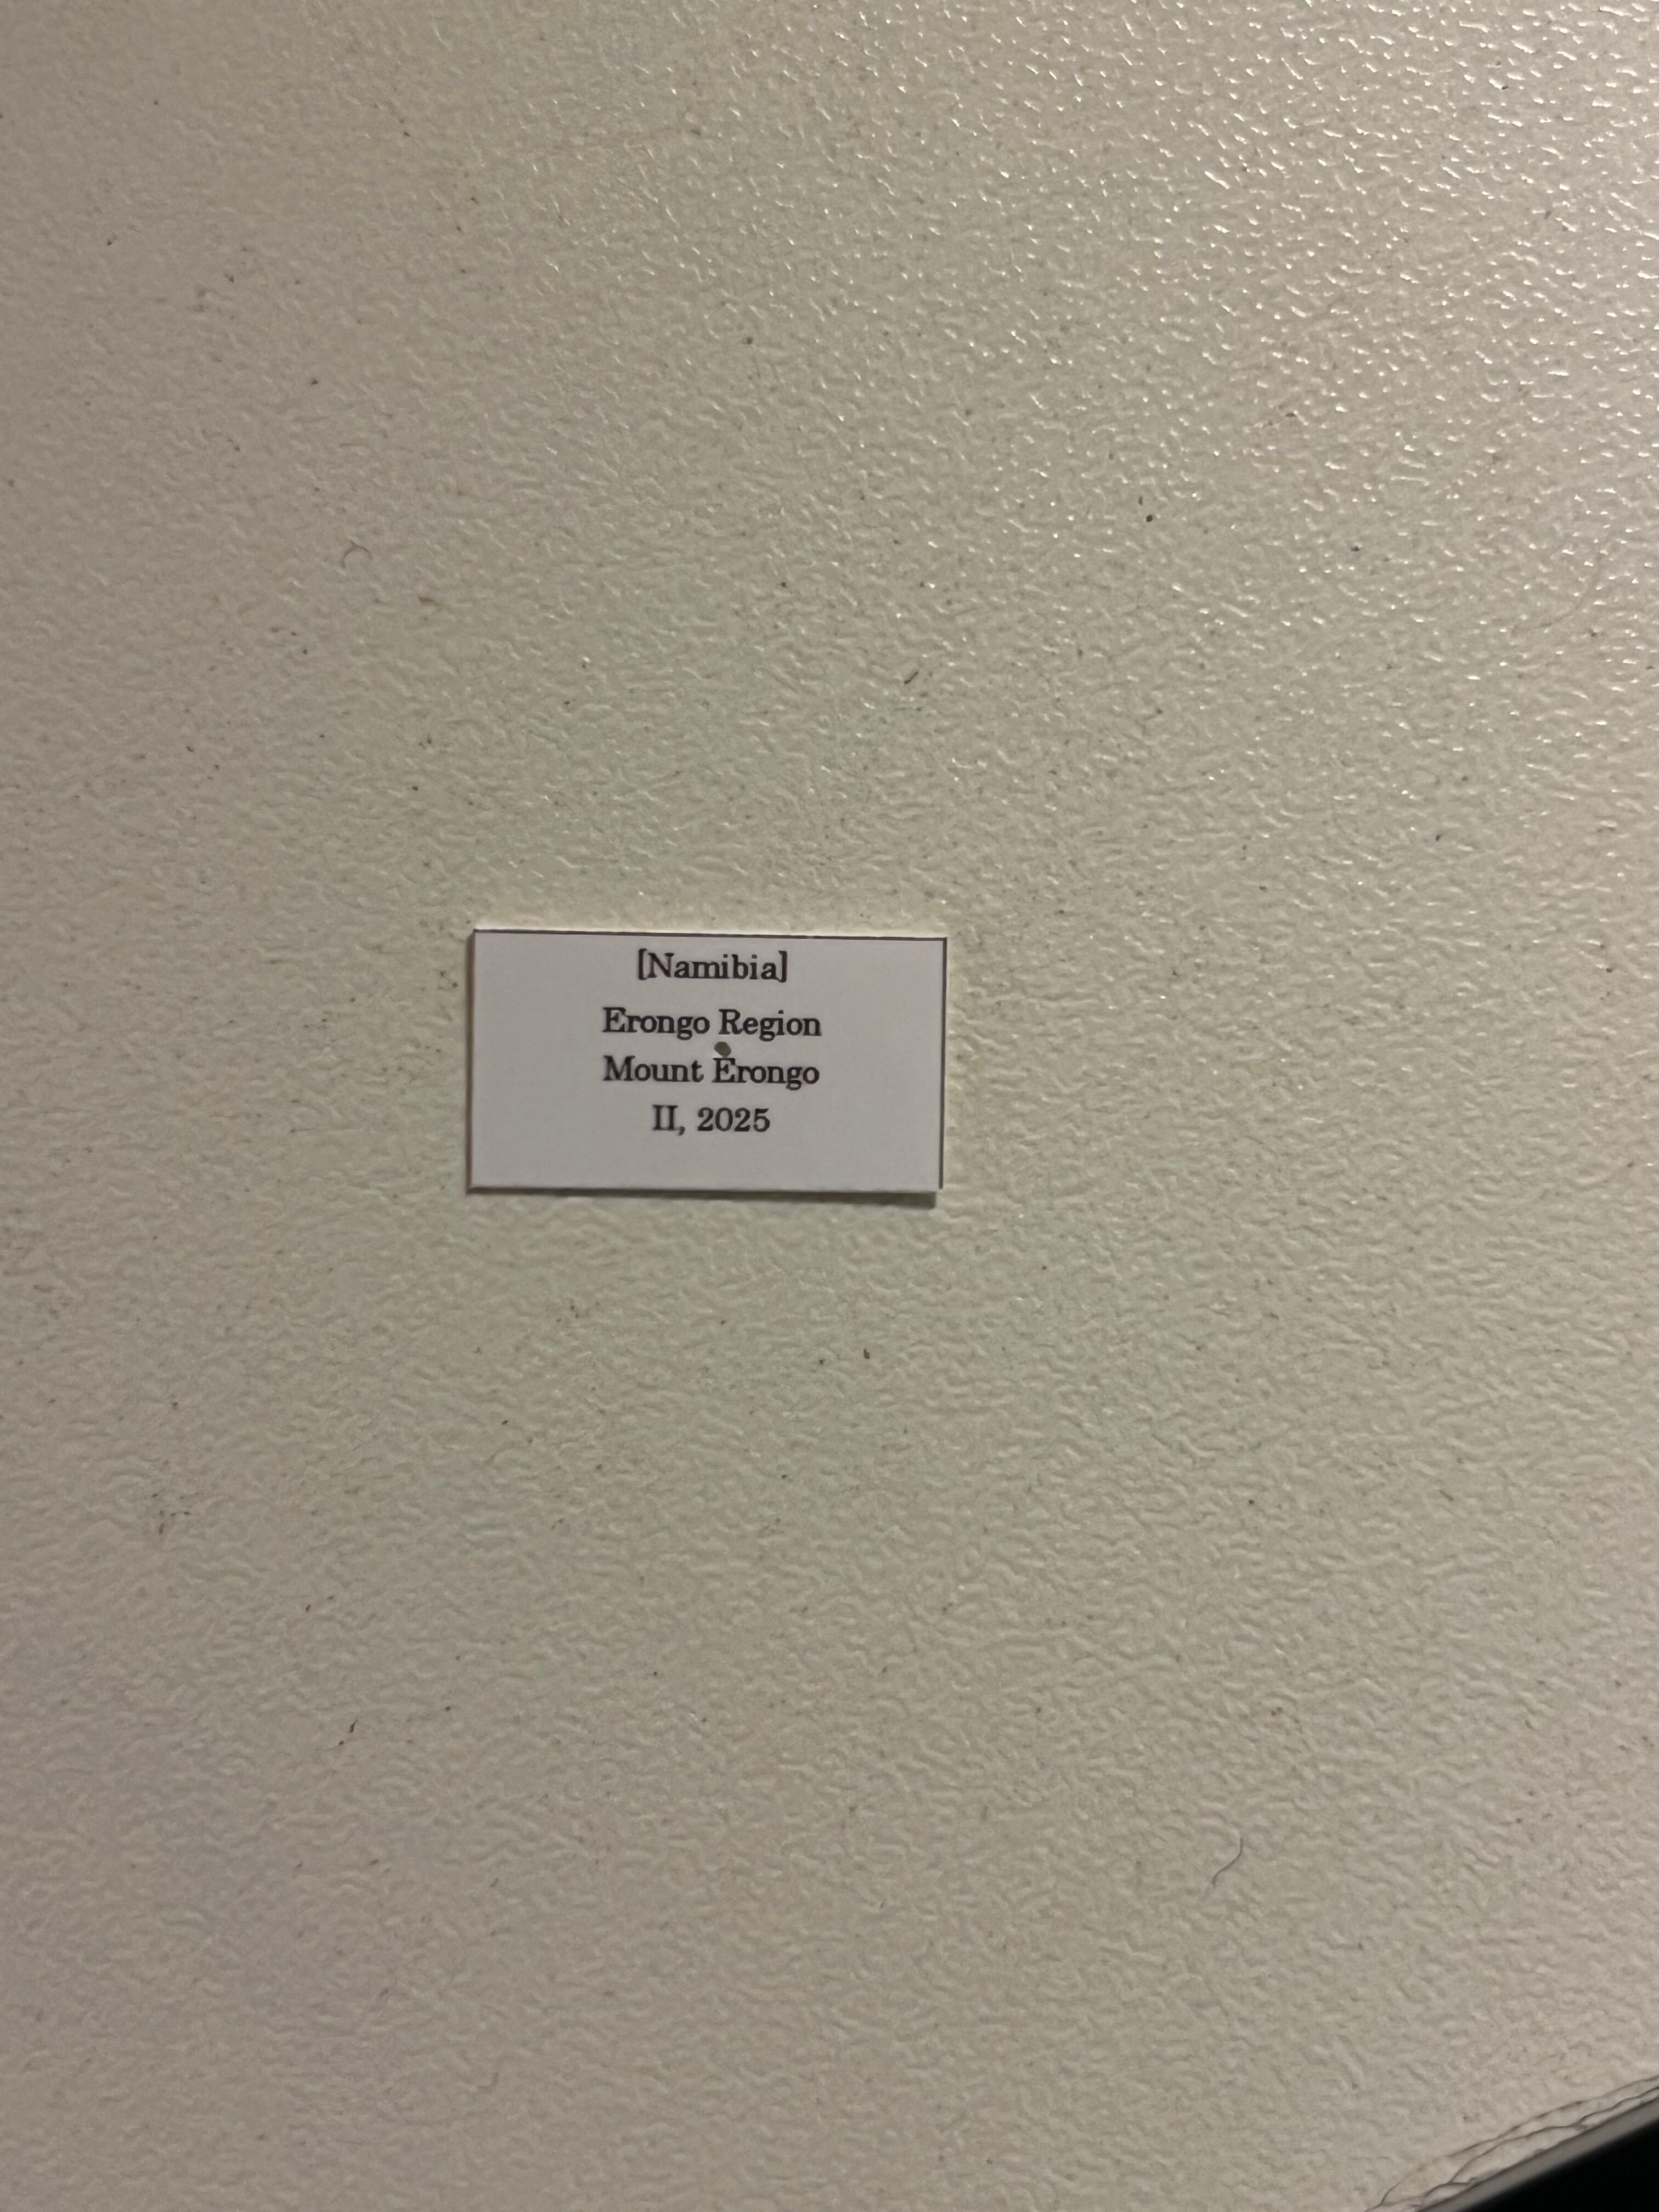 [Namibia]
Erongo Region
Mount Erongo
II, 2025